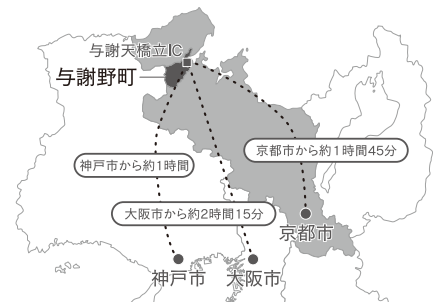 与謝天橋立IC
与謝野町
京都市から約1時間45分
神戸市から約1時間
大阪市から約2時間15分
京都市
神戸市
大阪市